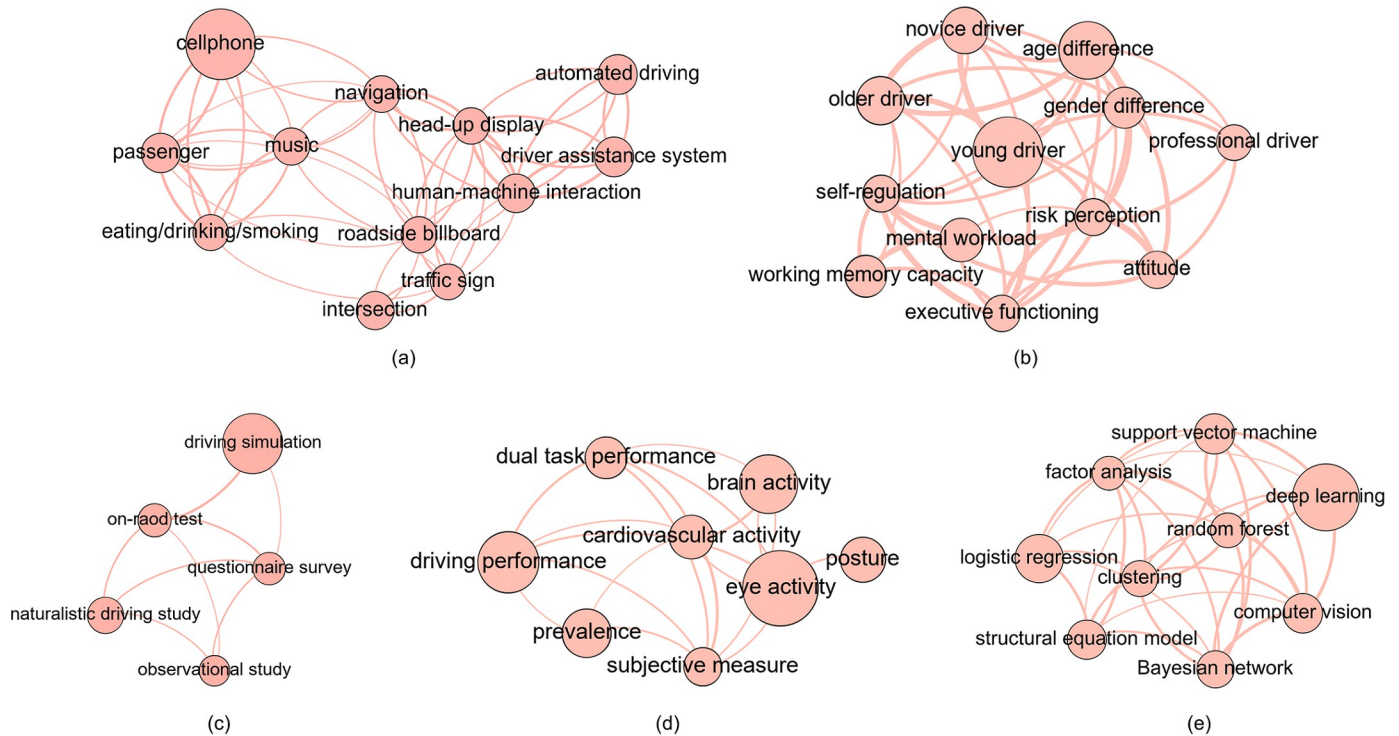 cellphone
automated driving
navigation
head-up display
passenger
music
driver assistance system
human-machine interaction
eating/drinking/smoking
roadside billboard
traffic sign
intersection
(a)
novice driver
age difference
older driver
gender difference
professional driver
young driver
self-regulation
risk perception
mental workload
working memory capacity
attitude
executive functioning
(b)
driving simulation
on-raod test
questionnaire survey
naturalistic driving study
observational study
(c)
dual task performance
brain activity
cardiovascular activity
driving performance
posture
eye activity
prevalence
subjective measure
(d)
support vector machine
factor analysis
deep learning
random forest
logistic regression
clustering
computer vision
structural equation model
Bayesian network
(e)